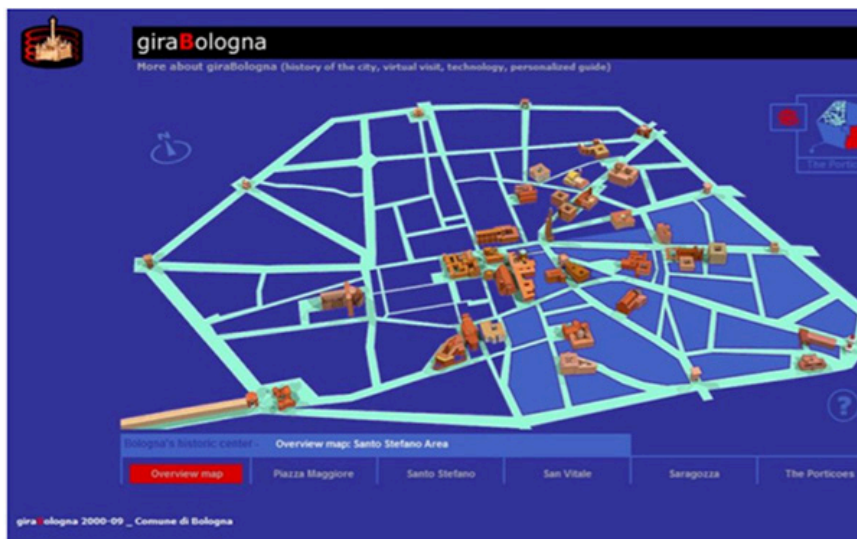 giraBologna
More about giraBologna (history of the city, virtual visit, technology, personalized guide)
N
The Portico
?
Bologna's historic center - Overview map: Santo Stefano Area
Overview map Piazza Maggiore Santo Stefano San Vitale Saragozza The Porticoes
giraBologna 2000-09 _ Comune di Bologna